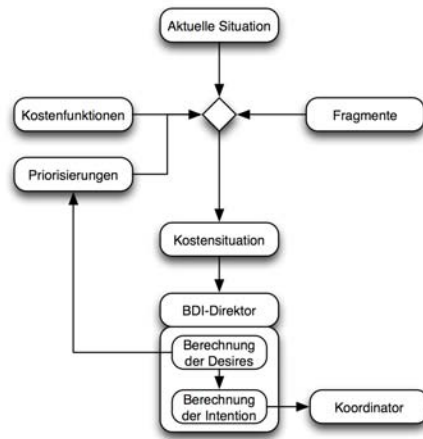 Aktuelle Situation
Kostenfunktionen
Fragmente
Priorisierungen
Kostensituation
BDI-Direktor
Berechnung
der Desires
Berechnung
der Intention
Koordinator